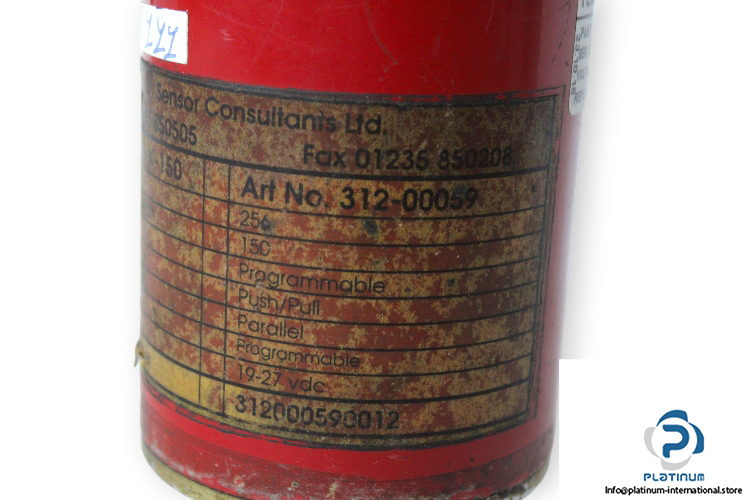 Sensor Consultants Ltd.
850505
Fax 01235 850208
-150
Art No. 312-00059
256
150
Programmable
Push/Pull
Parallel
Programmable
19-27 vdc
312000590012
PLATINUM
Info@platinum-international.store